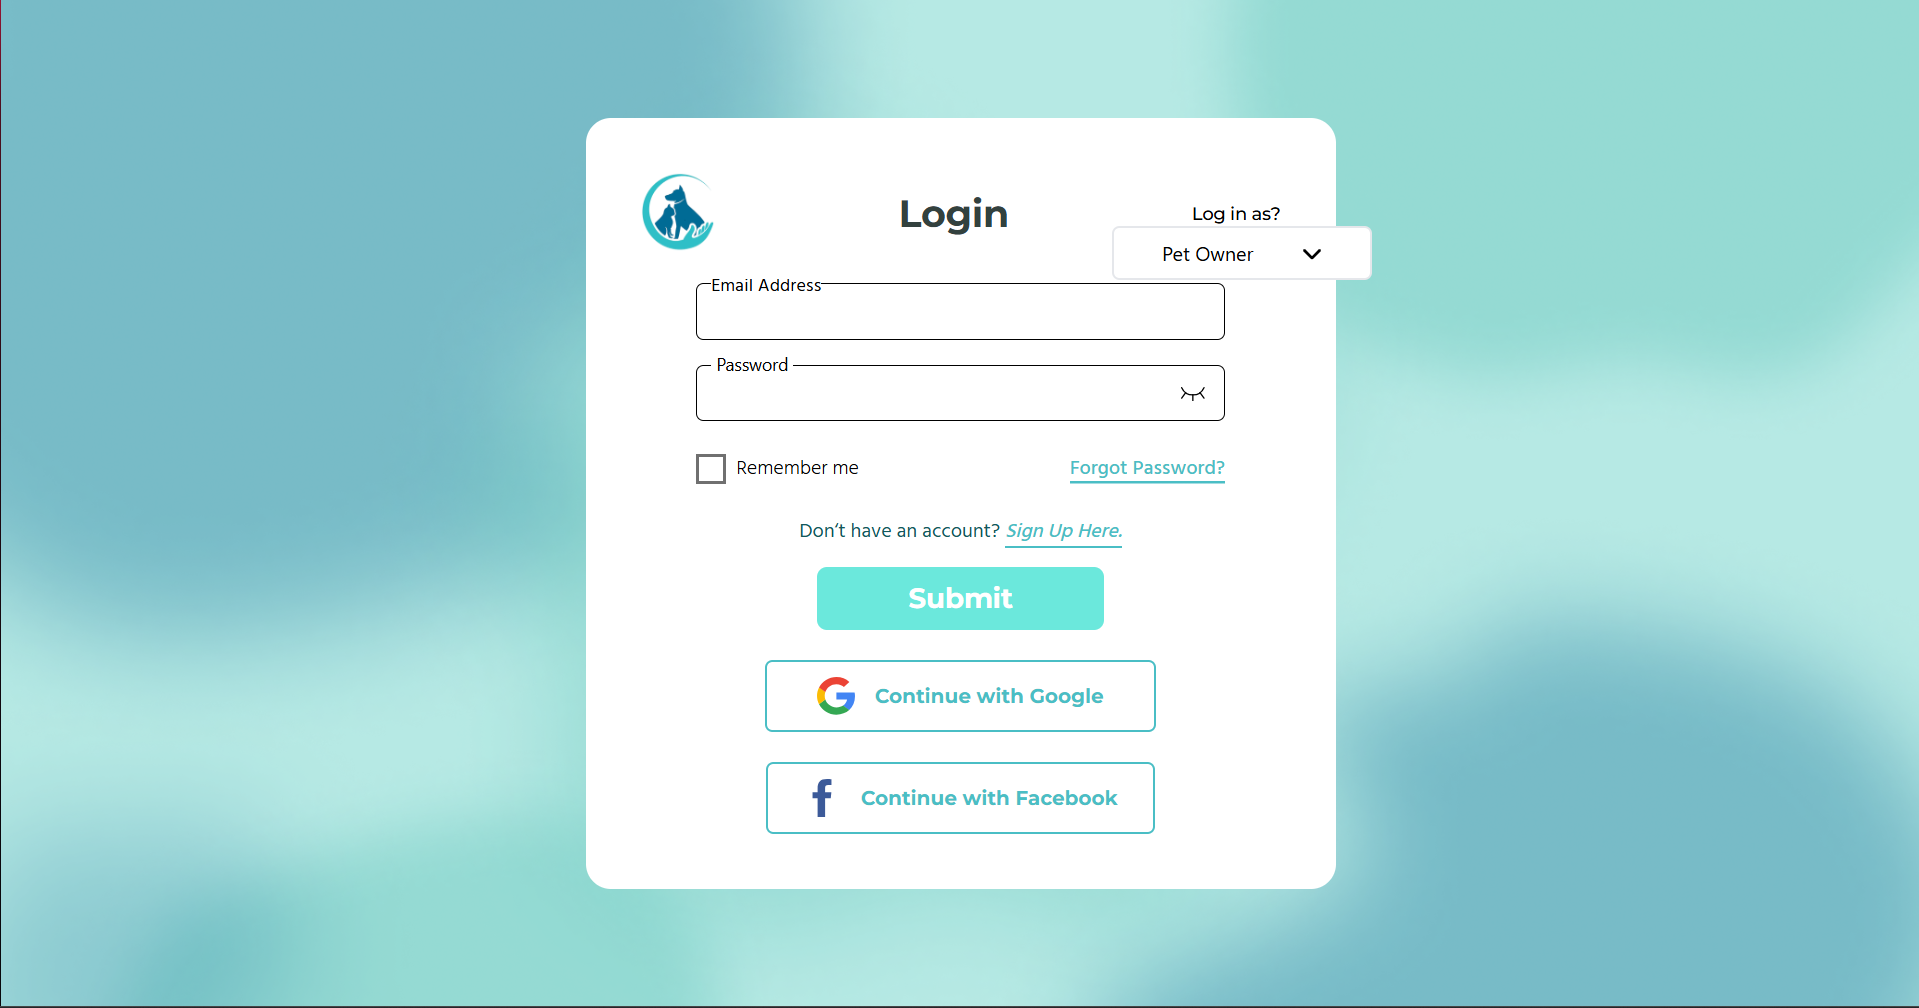 Login
Log in as?
Pet Owner
Email Address
Password
Remember me
Forgot Password?
Don‘t have an account? Sign Up Here.
Submit
Continue with Google
Continue with Facebook